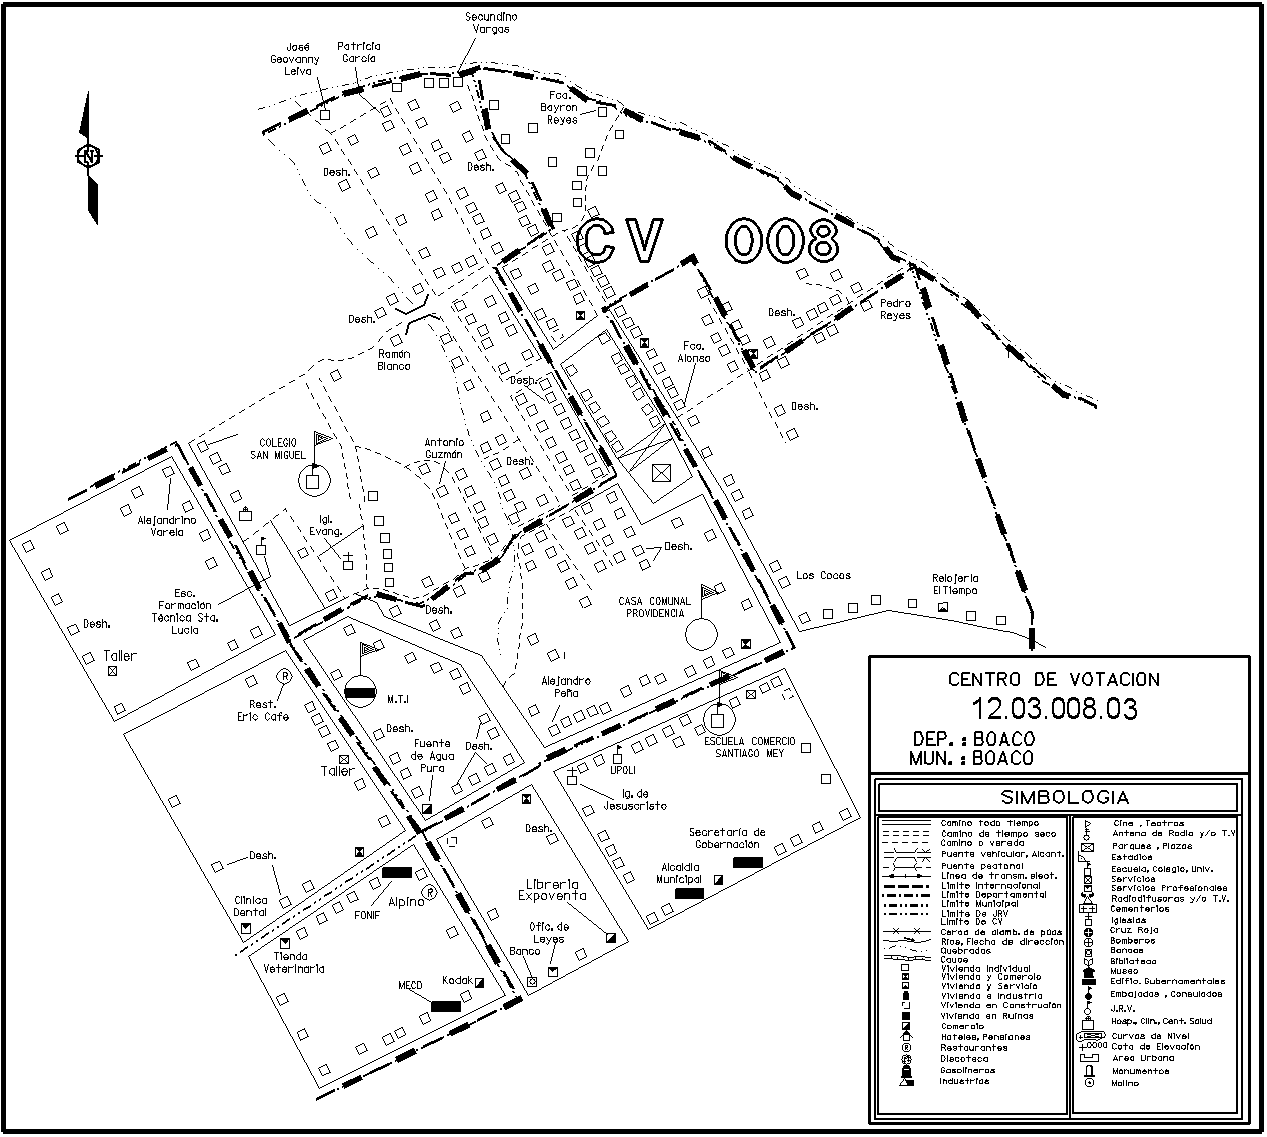 Secundino
Vargas
José
Geovanny
Leiva
Patricia
García
Fca.
Bayron
Reyes
N
Desh.
Desh.
CV 008
Desh.
Ramón
Blanco
Desh.
Pedro
Reyes
Fca.
Alonso
Desh.
Desh.
COLEGIO
SAN MIGUEL
Antonio
Guzmán
Desh.
Alejandrino
Varela
Igl.
Evang.
Desh.
Los Cocos
Relojería
El Tiempo
Esc.
Formación
Técnica Sta.
Lucía
CASA COMUNAL
PROVIDENCIA
Desh.
Desh.
Taller
Alejandro
Peña
M.T.I
R
Rest.
Eric Cafe
Desh.
Fuente
de Agua
Pura
Desh.
ESCUELA COMERCIO
SANTIAGO MEY
Taller
UPOLI
Ig. de
Jesuscristo
Desh.
Secretaría de
Gobernación
Desh.
Alcaldia
Municipal
Librería
Expoventa
FONIF
Alpino
R
Clínica
Dental
Ofic. de
Leyes
Banco
Tienda
Veterinaria
MECD
Kodak
CENTRO DE VOTACION
12.03.008.03
DEP. : BOACO
MUN. : BOACO
SIMBOLOGIA
Camino todo tiempo
Camino de tiempo seco
Camino o vereda
Puente vehicular, Alcant.
Puente peatonal
Línea de transm. elect.
Límite Internacional
Límite Departamental
Límite Municipal
Límite De JRV
Límite De CV
Cerca de alamb. de púas
Ríos, Flecha de dirección
Quebradas
Cauce
Vivienda Individual
Vivienda y Comercio
Vivienda y Servicio
Vivienda e Industria
Vivienda en Construción
Vivienda en Ruinas
Comercio
Hoteles, Pensiones
R Restaurantes
Discoteca
Gasolineras
Industrias
Cine , Teatros
Antena de Radio y/o T.V
Parques , Plazas
Estadios
Escuela, Colegio, Univ.
Servicios
Servicios Profesionales
Radiodifusoras y/o T.V.
Cementerios
Iglesias
Cruz Roja
Bomberos
Bancos
Biblioteca
Museo
Edific. Gubernamentales
Embajadas , Consulados
J.R.V.
Hosp., Clin., Cent. Salud
Curvas de Nivel
Cota de Elevación
Area Urbana
Monumentos
Molino